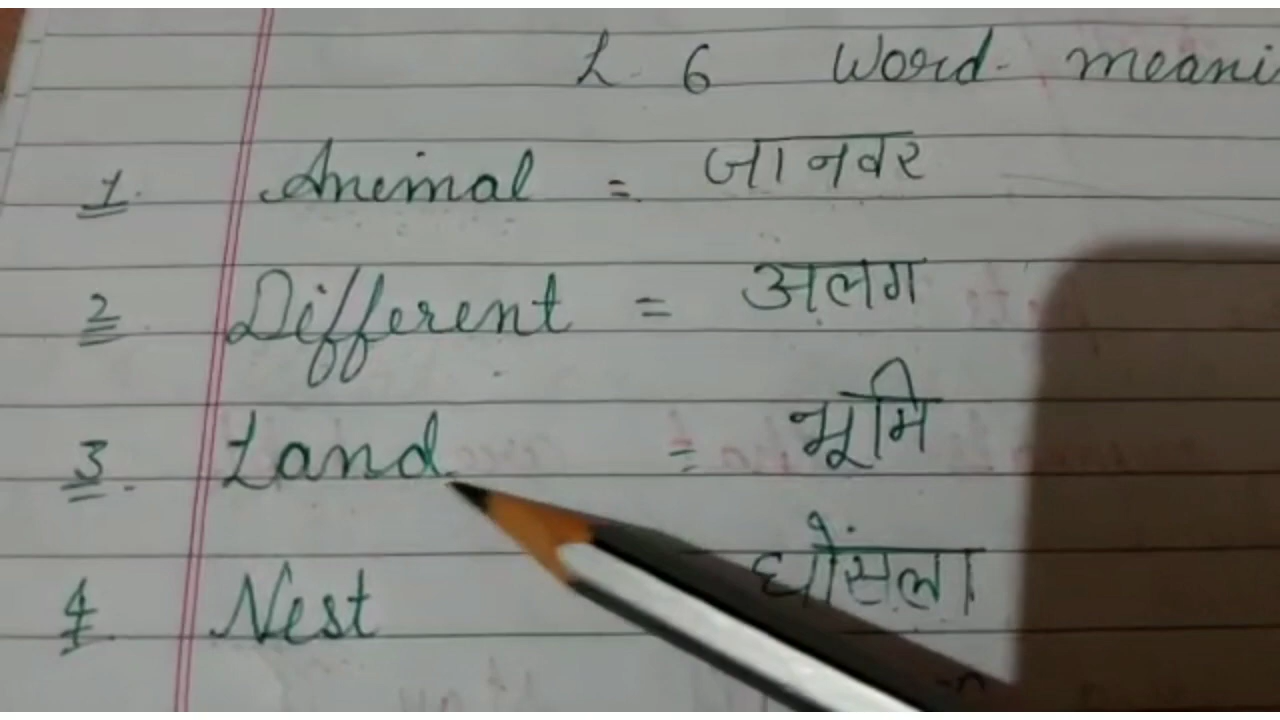 L 6 Word meani
1. Animal = जानवर
2. Different = अलग
3. Land = भूमि
4. Nest घोंसला